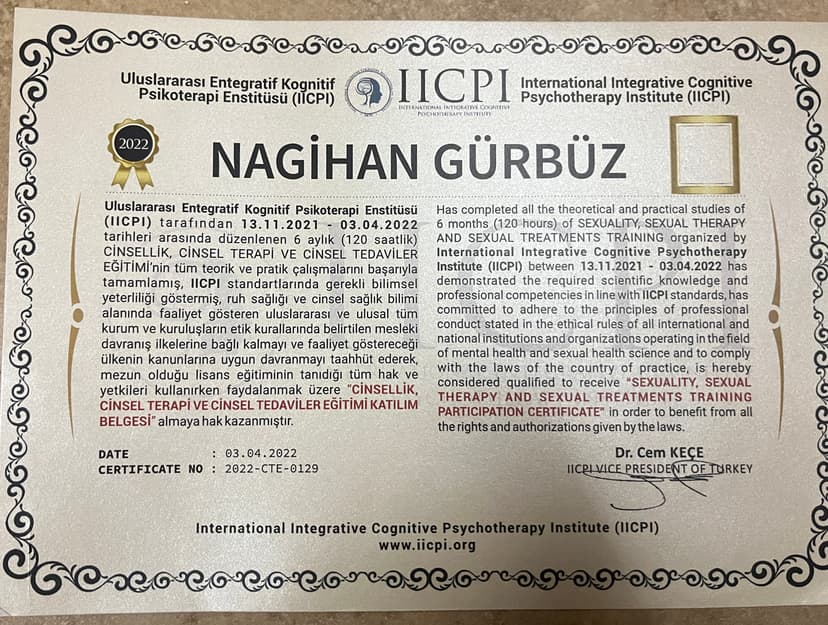 Uluslararası Entegratif Kognitif
Psikoterapi Enstitüsü (IICPI)
IICPI
INTERNATIONAL INTEGRATIVE COGNITIVE
PSYCHOTHERAPY INSTITUTE
International Integrative Cognitive
Psychotherapy Institute (IICPI)
2022
NAGİHAN GÜRBÜZ
Uluslararası Entegratif Kognitif Psikoterapi Enstitüsü
(IICPI) tarafından 13.11.2021 - 03.04.2022
tarihleri arasında düzenlenen 6 aylık (120 saatlik)
CİNSELLİK, CİNSEL TERAPİ VE CİNSEL TEDAVİLER
EĞİTİMİ'nin tüm teorik ve pratik çalışmalarını başarıyla
tamamlamış, IICPI standartlarında gerekli bilimsel
yeterliliği göstermiş, ruh sağlığı ve cinsel sağlık bilimi
alanında faaliyet gösteren uluslararası ve ulusal tüm
kurum ve kuruluşların etik kurallarında belirtilen mesleki
davranış ilkelerine bağlı kalmayı ve faaliyet göstereceği
ülkenin kanunlarına uygun davranmayı taahhüt ederek,
mezun olduğu lisans eğitiminin tanıdığı tüm hak ve
yetkileri kullanırken faydalanmak üzere "CİNSELLİK,
CİNSEL TERAPİ VE CİNSEL TEDAVİLER EĞİTİMİ KATILIM
BELGESİ" almaya hak kazanmıştır.
Has completed all the theoretical and practical studies of
6 months (120 hours) of SEXUALITY, SEXUAL THERAPY
AND SEXUAL TREATMENTS TRAINING organized by
International Integrative Cognitive Psychotherapy
Institute (IICPI) between 13.11.2021 - 03.04.2022 has
demonstrated the required scientific knowledge and
professional competencies in line with IICPI standards, has
committed to adhere to the principles of professional
conduct stated in the ethical rules of all international and
national institutions and organizations operating in the field
of mental health and sexual health science and to comply
with the laws of the country of practice, is hereby
considered qualified to receive "SEXUALITY, SEXUAL
THERAPY AND SEXUAL TREATMENTS TRAINING
PARTICIPATION CERTIFICATE" in order to benefit from all
the rights and authorizations given by the laws.
DATE : 03.04.2022
CERTIFICATE NO : 2022-CTE-0129
Dr. Cem KEÇE
IICPI VICE PRESIDENT OF TURKEY
International Integrative Cognitive Psychotherapy Institute (IICPI)
www.iicpi.org